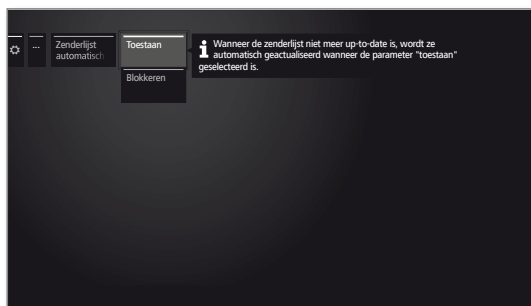 ...
Zenderlijst
automatisch
Toestaan
Wanneer de zenderlijst niet meer up-to-date is, wordt ze
automatisch geactualiseerd wanneer de parameter "toestaan"
geselecteerd is.
Blokkeren